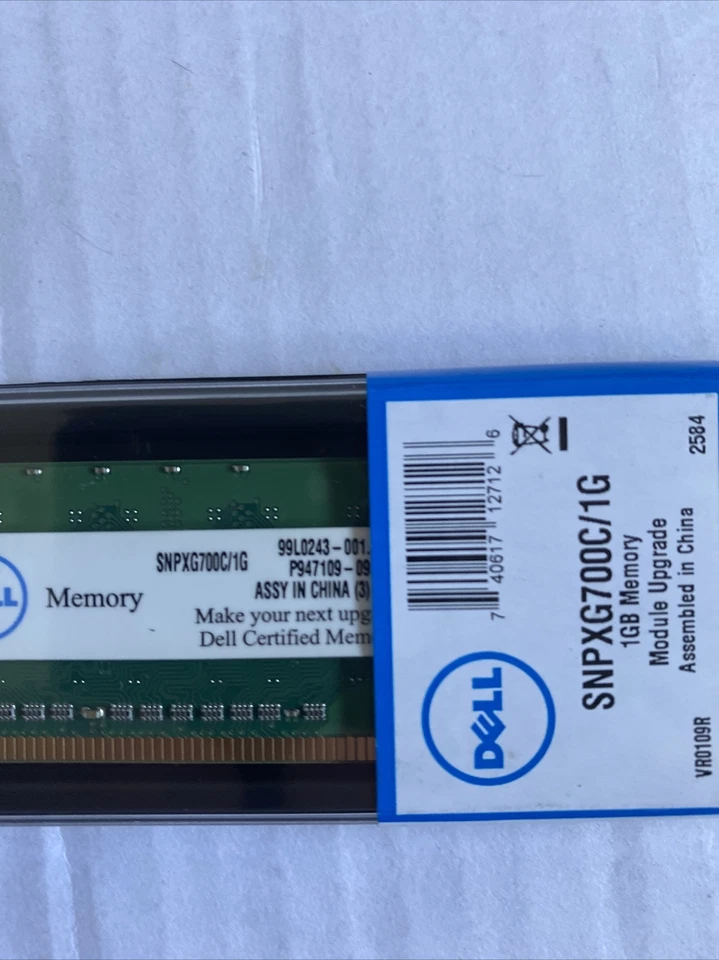 LL
Memory
SNPXG700C/1G
99L0243-001.
P947109-09
ASSY IN CHINA (3)
Make your next upg
Dell Certified Mem
7 40617 12712 6
DELL
SNPXG700C/1G
1GB Memory
Module Upgrade
Assembled in China
2584
VR0109R